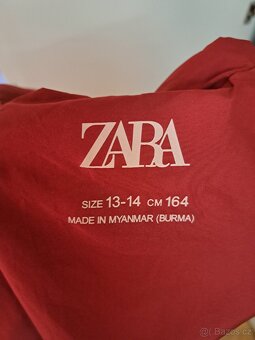 ZARA
SIZE 13-14 CM 164
MADE IN MYANMAR (BURMA)
Bazos.cz